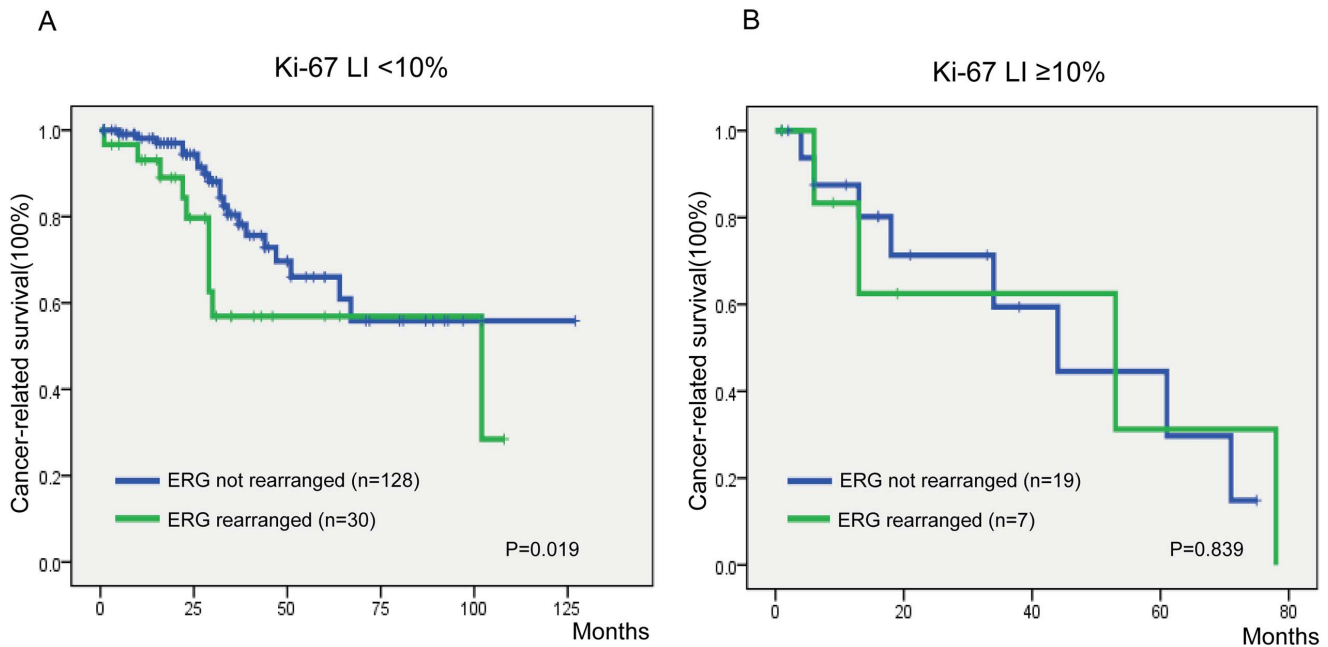 A
Ki-67 LI <10%
Cancer-related survival(100%)
1.0
0.8
0.6
0.4
0.2
0.0
ERG not rearranged (n=128)
ERG rearranged (n=30)
P=0.019
0 25 50 75 100 125
Months
B
Ki-67 LI ≥10%
Cancer-related survival(100%)
1.0
0.8
0.6
0.4
0.2
0.0
ERG not rearranged (n=19)
ERG rearranged (n=7)
P=0.839
0 20 40 60 80
Months